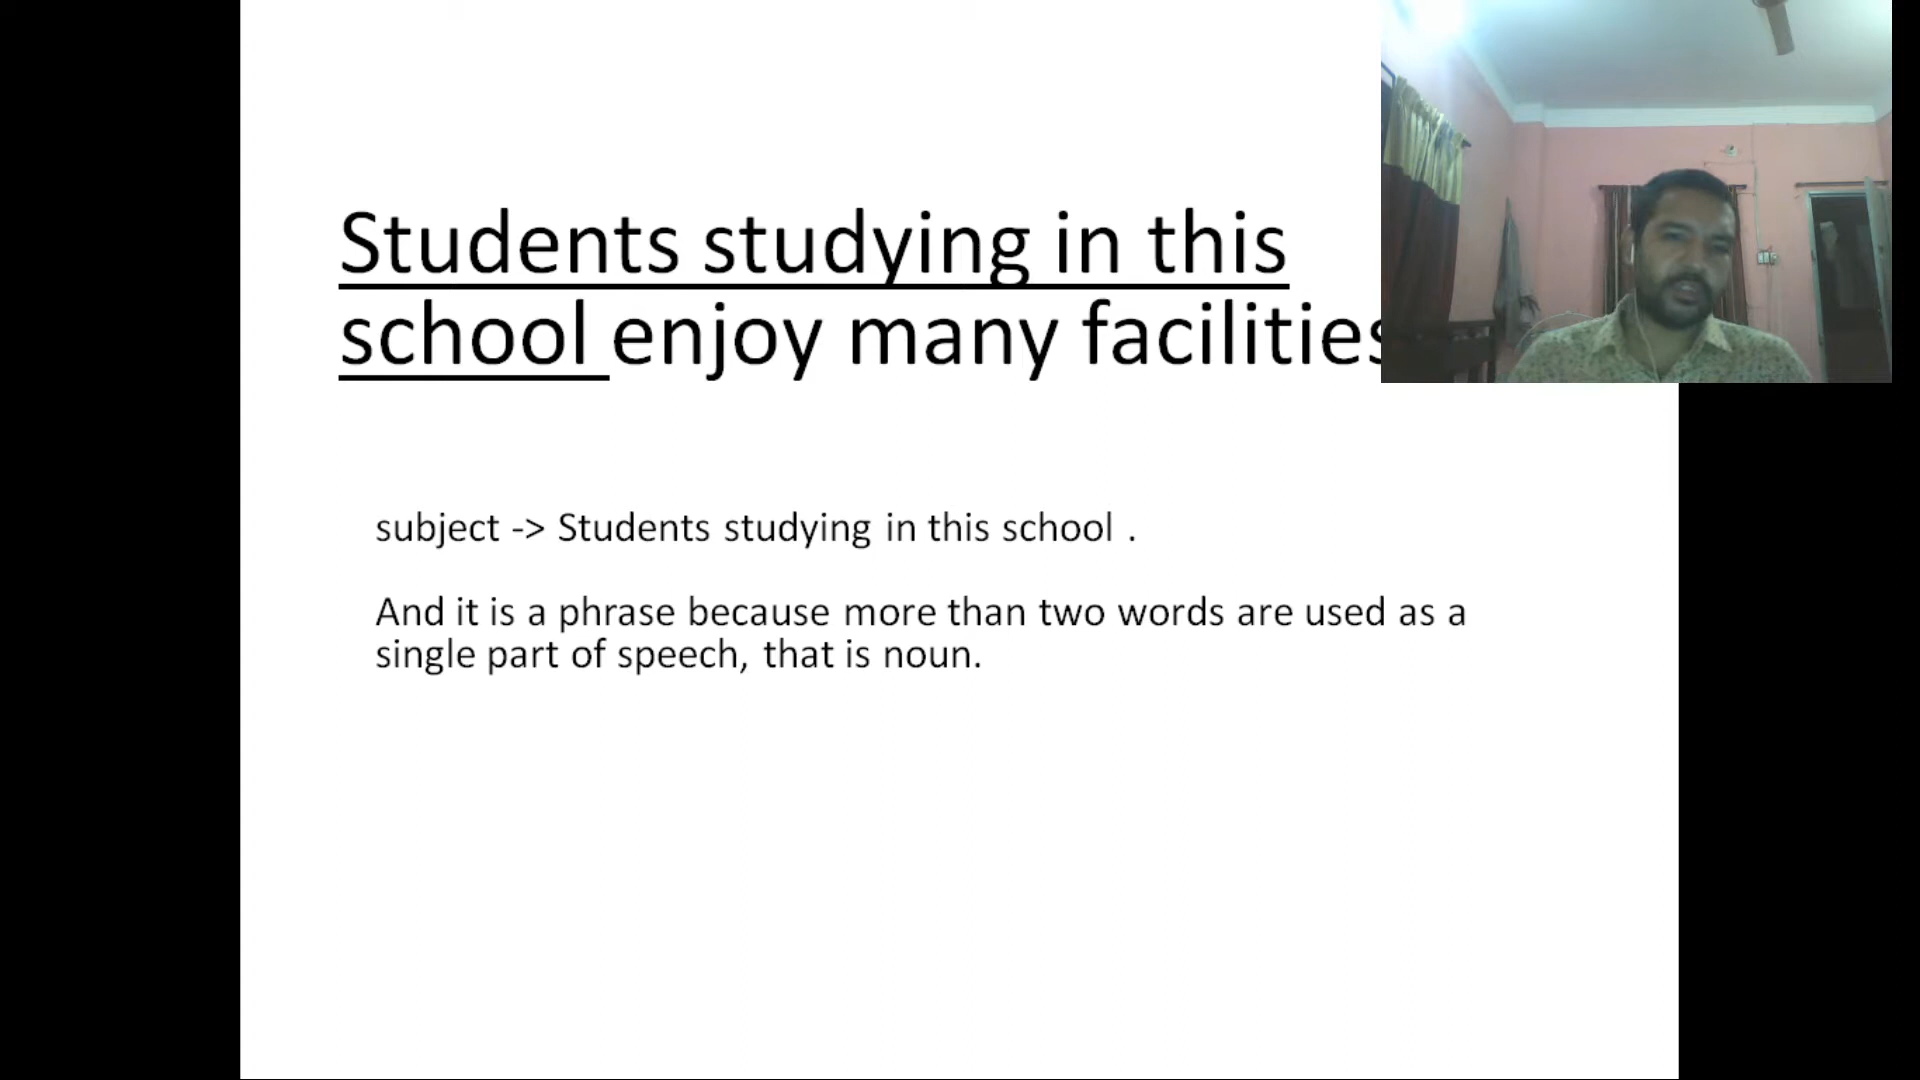 Students studying in this
school enjoy many facilities
subject -> Students studying in this school .
And it is a phrase because more than two words are used as a
single part of speech, that is noun.